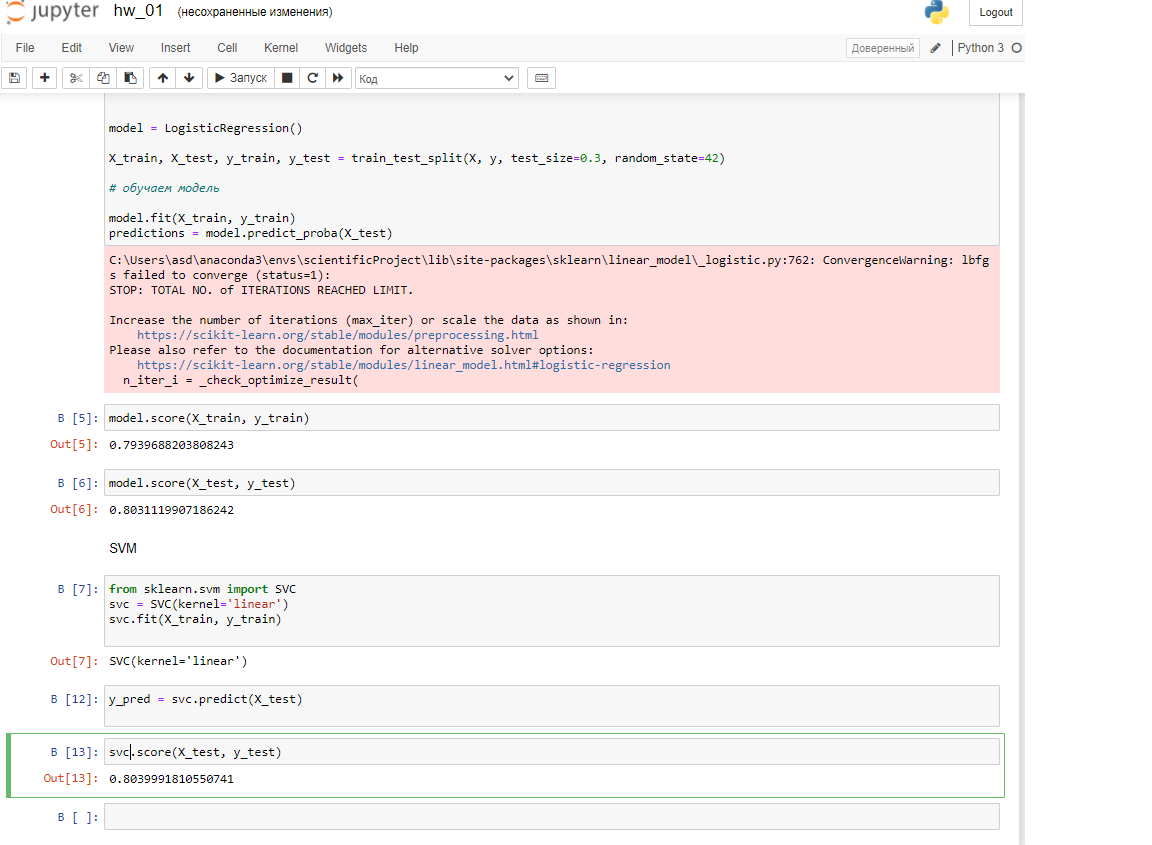 jupyter hw_01 (несохраненные изменения)
Logout
File Edit View Insert Cell Kernel Widgets Help
Доверенный
Python 3
Запуск
Код
model = LogisticRegression()
X_train, X_test, y_train, y_test = train_test_split(X, y, test_size=0.3, random_state=42)
# обучаем модель
model.fit(X_train, y_train)
predictions = model.predict_proba(X_test)
C:\Users\asd\anaconda3\envs\scientificProject\lib\site-packages\sklearn\linear_model\_logistic.py:762: ConvergenceWarning: lbfg
s failed to converge (status=1):
STOP: TOTAL NO. of ITERATIONS REACHED LIMIT.
Increase the number of iterations (max_iter) or scale the data as shown in:
https://scikit-learn.org/stable/modules/preprocessing.html
Please also refer to the documentation for alternative solver options:
https://scikit-learn.org/stable/modules/linear_model.html#logistic-regression
n_iter_i = _check_optimize_result(
В [5]: model.score(X_train, y_train)
Out[5]: 0.7939688203808243
В [6]: model.score(X_test, y_test)
Out[6]: 0.8031119907186242
SVM
В [7]: from sklearn.svm import SVC
svc = SVC(kernel='linear')
svc.fit(X_train, y_train)
Out[7]: SVC(kernel='linear')
В [12]: y_pred = svc.predict(X_test)
В [13]: svc.score(X_test, y_test)
Out[13]: 0.8039991810550741
В [ ]: